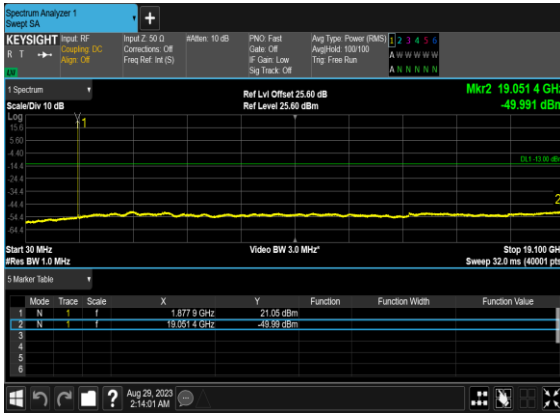 Spectrum Analyzer 1
Swept SA
KEYSIGHT Input: RF Input Z: 50 Ω #Atten: 10 dB PNO: Fast Avg Type: Power (RMS) 1 2 3 4 5 6
R T Coupling: DC Corrections: Off Gate: Off Avg|Hold: 100/100 A W W W W W
Align: Off Freq Ref: Int (S) IF Gain: Low Trig: Free Run
Sig Track: Off A N N N N N
1 Spectrum Ref Lvl Offset 25.60 dB Mkr2 19.051 4 GHz
Scale/Div 10 dB Ref Level 25.60 dBm -49.991 dBm
Log
15.6 1
5.60
-4.40
-14.4 DL1 -13.00 dBm
-24.4
-34.4
-44.4 2
-54.4
-64.4
Start 30 MHz Video BW 3.0 MHz* Stop 19.100 GHz
#Res BW 1.0 MHz Sweep 32.0 ms (40001 pts)
5 Marker Table
Mode Trace Scale X Y Function Function Width Function Value
1 N 1 f 1.877 9 GHz 21.05 dBm
2 N 1 f 19.051 4 GHz -49.99 dBm
3
4
5
6
? Aug 29, 2023
2:14:01 AM